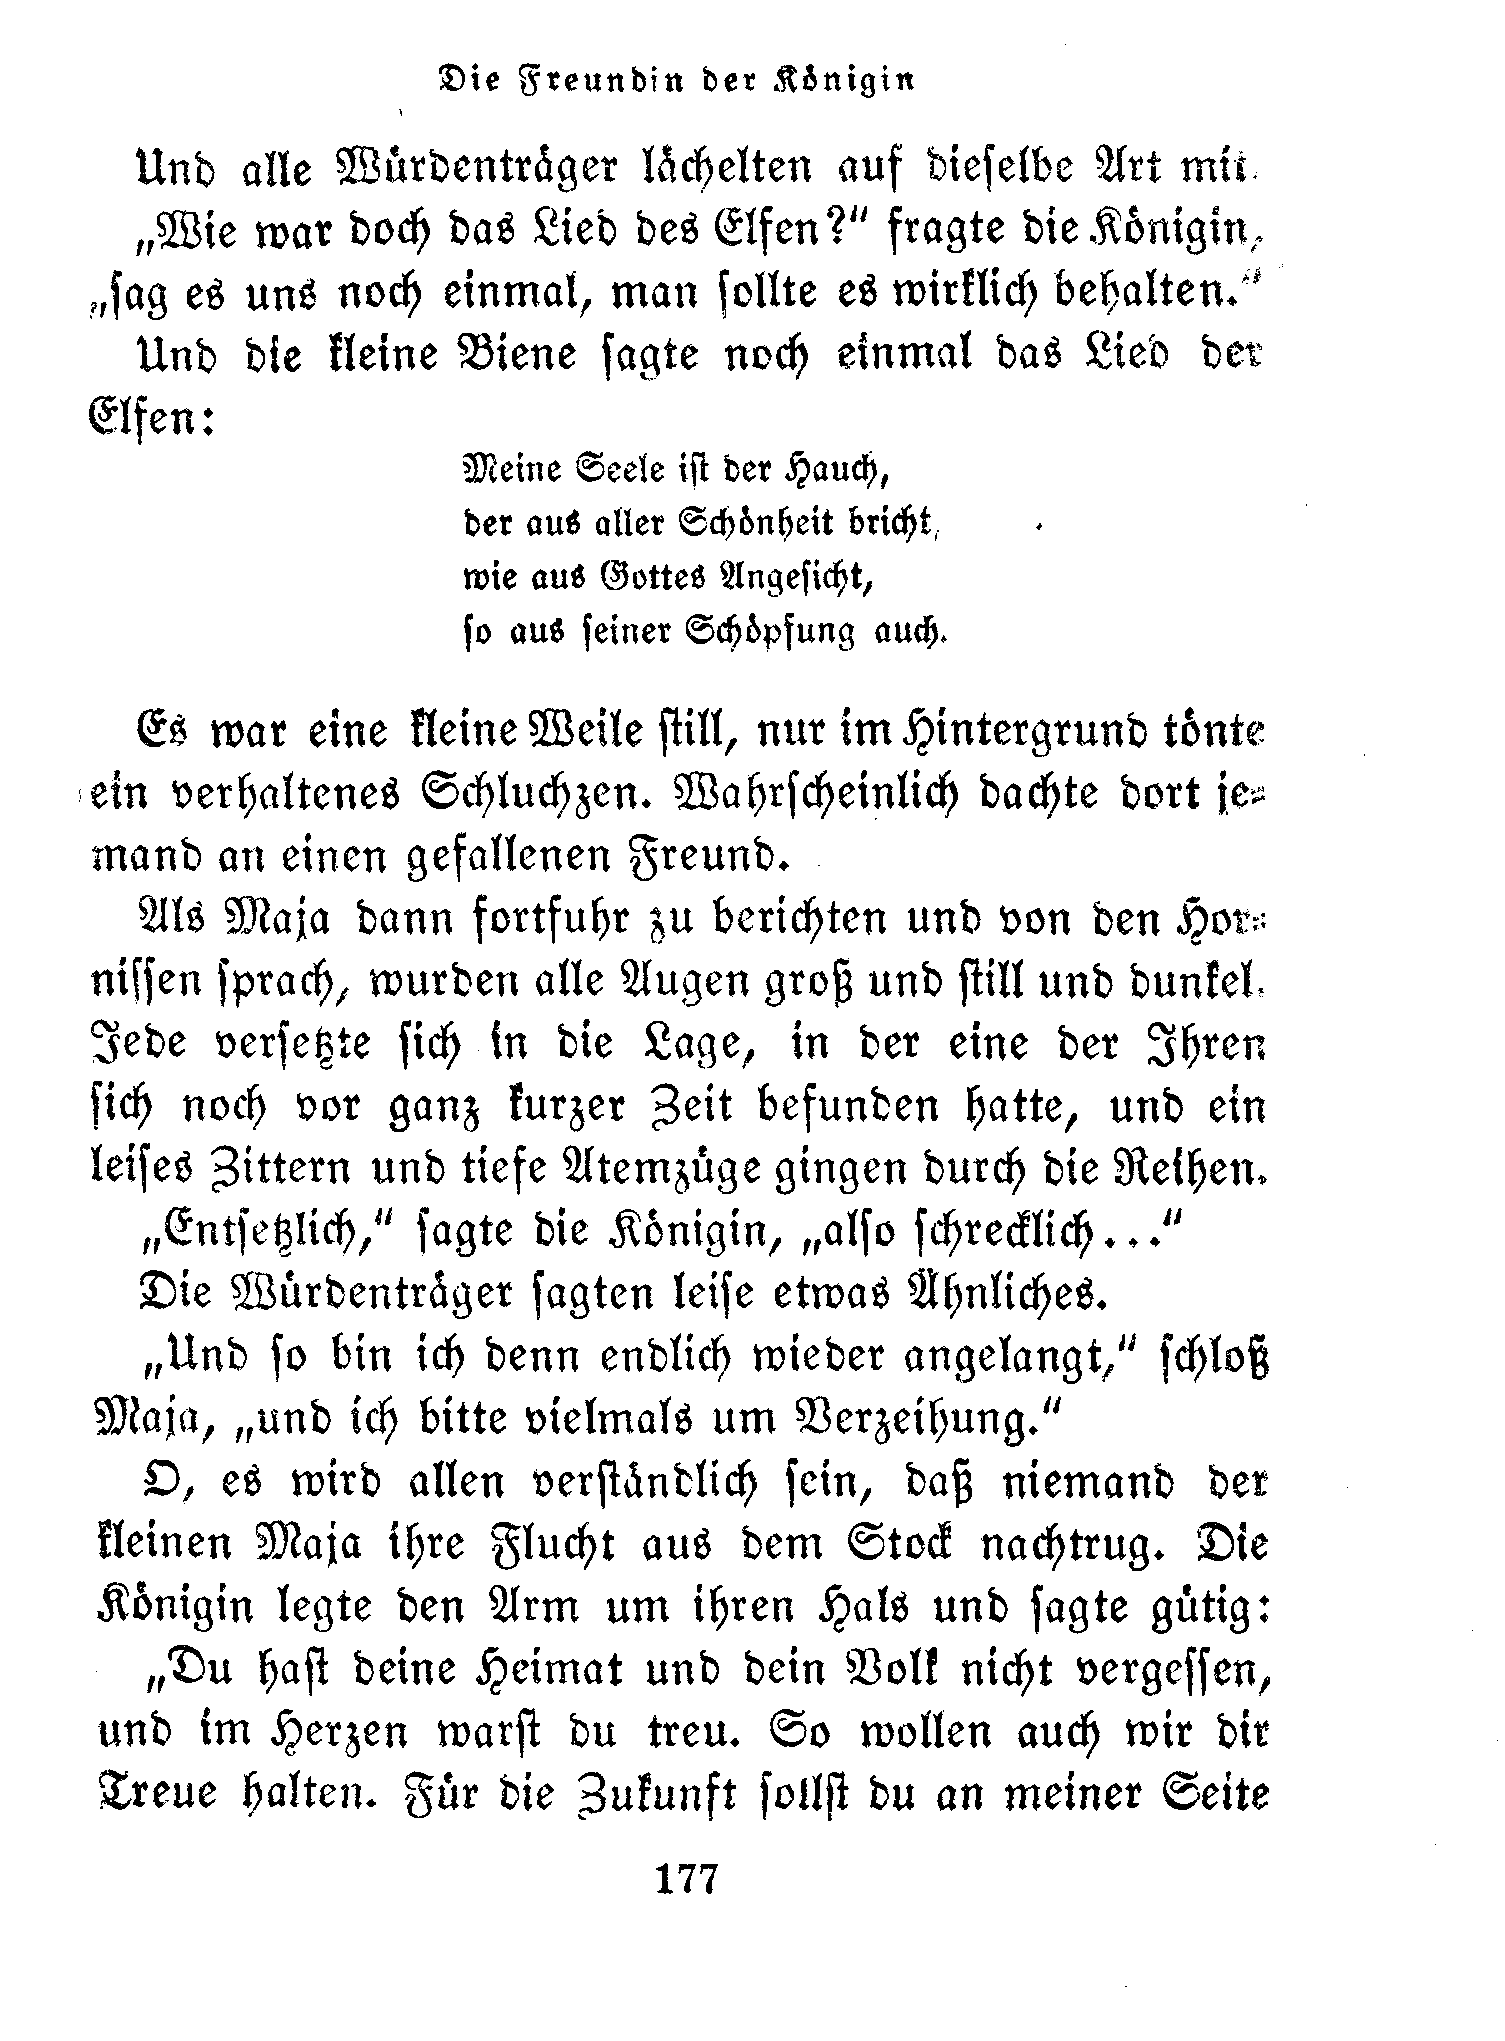 Die Freundin der Königin
Und alle Würdenträger lächelten auf dieselbe Art mit.
„Wie war doch das Lied des Elfen?“ fragte die Königin,
„sag es uns noch einmal, man sollte es wirklich behalten.“
Und die kleine Biene sagte noch einmal das Lied der
Elfen:
Meine Seele ist der Hauch,
der aus aller Schönheit bricht,
wie aus Gottes Angesicht,
so aus seiner Schöpfung auch.
Es war eine kleine Weile still, nur im Hintergrund tönte
ein verhaltenes Schluchzen. Wahrscheinlich dachte dort je-
mand an einen gefallenen Freund.
Als Maja dann fortfuhr zu berichten und von den Hor-
nissen sprach, wurden alle Augen groß und still und dunkel.
Jede versetzte sich in die Lage, in der eine der Ihren
sich noch vor ganz kurzer Zeit befunden hatte, und ein
leises Zittern und tiefe Atemzüge gingen durch die Reihen.
„Entsetzlich,“ sagte die Königin, „also schrecklich...“
Die Würdenträger sagten leise etwas Ähnliches.
„Und so bin ich denn endlich wieder angelangt,“ schloß
Maja, „und ich bitte vielmals um Verzeihung.“
O, es wird allen verständlich sein, daß niemand der
kleinen Maja ihre Flucht aus dem Stock nachtrug. Die
Königin legte den Arm um ihren Hals und sagte gütig:
„Du hast deine Heimat und dein Volk nicht vergessen,
und im Herzen warst du treu. So wollen auch wir dir
Treue halten. Für die Zukunft sollst du an meiner Seite
177